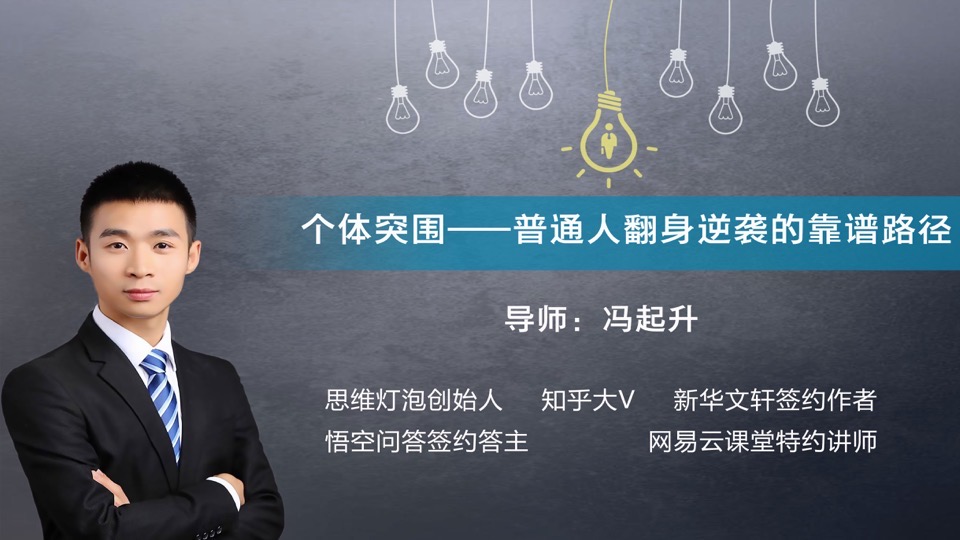 个体突围——普通人翻身逆袭的靠谱路径
导师：冯起升
思维灯泡创始人 知乎大V 新华文轩签约作者
悟空问答签约答主 网易云课堂特约讲师